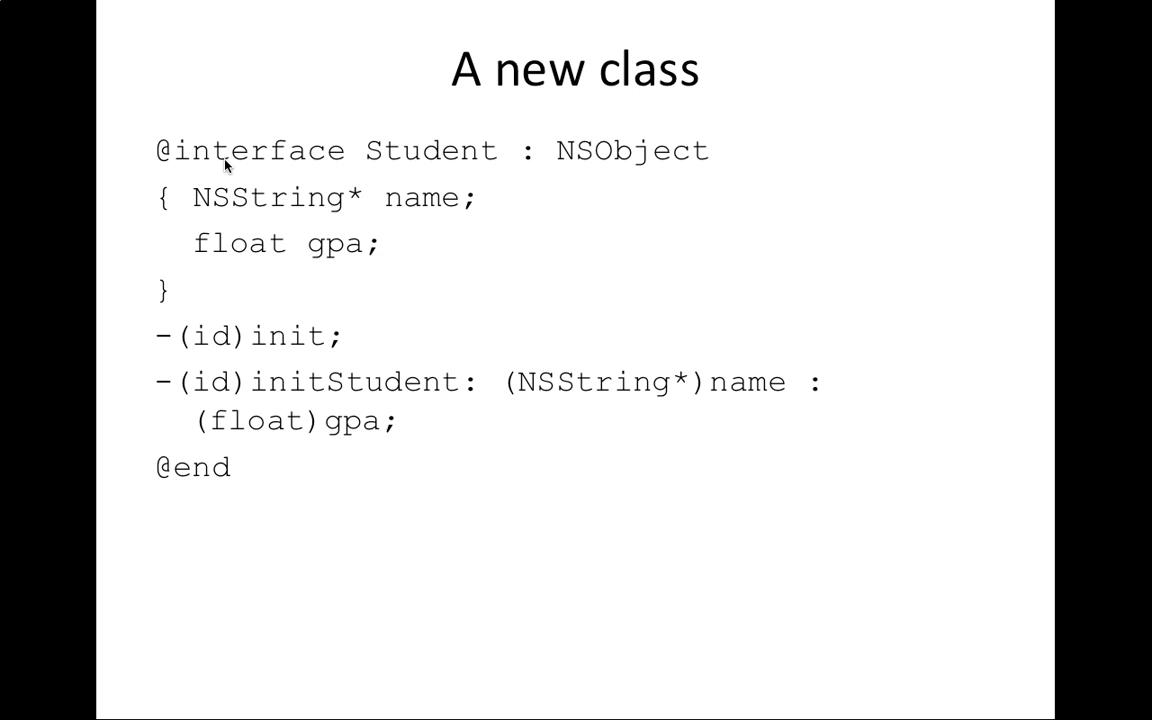 A new class
@interface Student : NSObject
{ NSString* name;
float gpa;
}
-(id)init;
-(id)initStudent: (NSString*)name :
(float)gpa;
@end